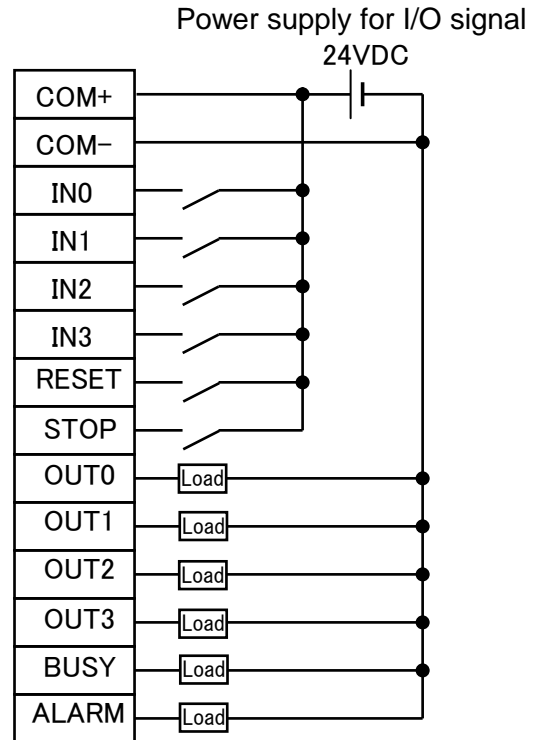 Power supply for I/O signal
24VDC
COM+
COM-
IN0
IN1
IN2
IN3
RESET
STOP
OUT0 Load
OUT1 Load
OUT2 Load
OUT3 Load
BUSY Load
ALARM Load